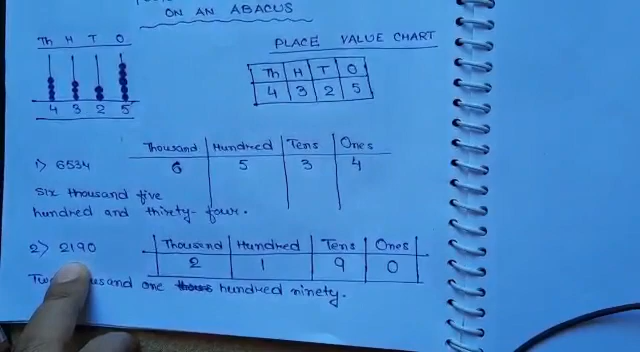 ON AN ABACUS
Th H T O
4 3 2 5
PLACE VALUE CHART
Th H T O
4 3 2 5
Thousand Hundred Tens Ones
1) 6534 6 5 3 4
Six thousand five
hundred and thirty-four.
Thousand Hundred Tens Ones
2) 2190 2 1 9 0
one hundred ninety.